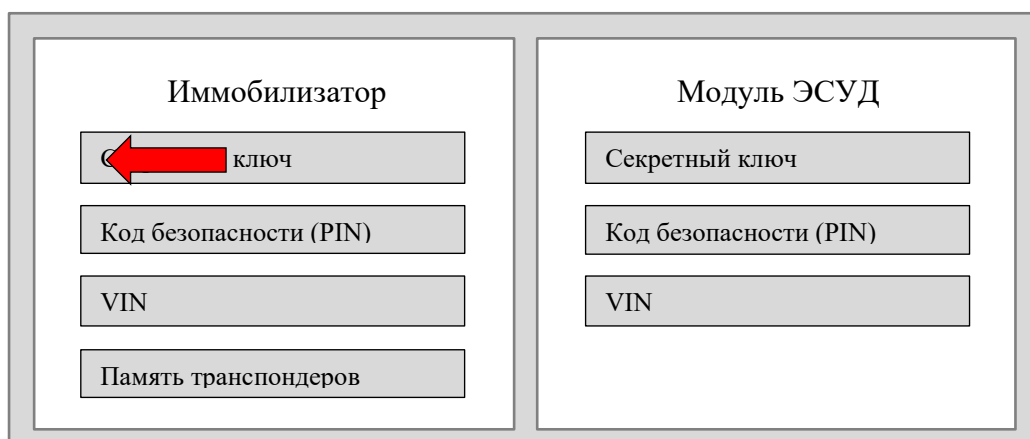 Иммобилизатор
ключ
Код безопасности (PIN)
VIN
Память транспондеров
Модуль ЭСУД
Секретный ключ
Код безопасности (PIN)
VIN